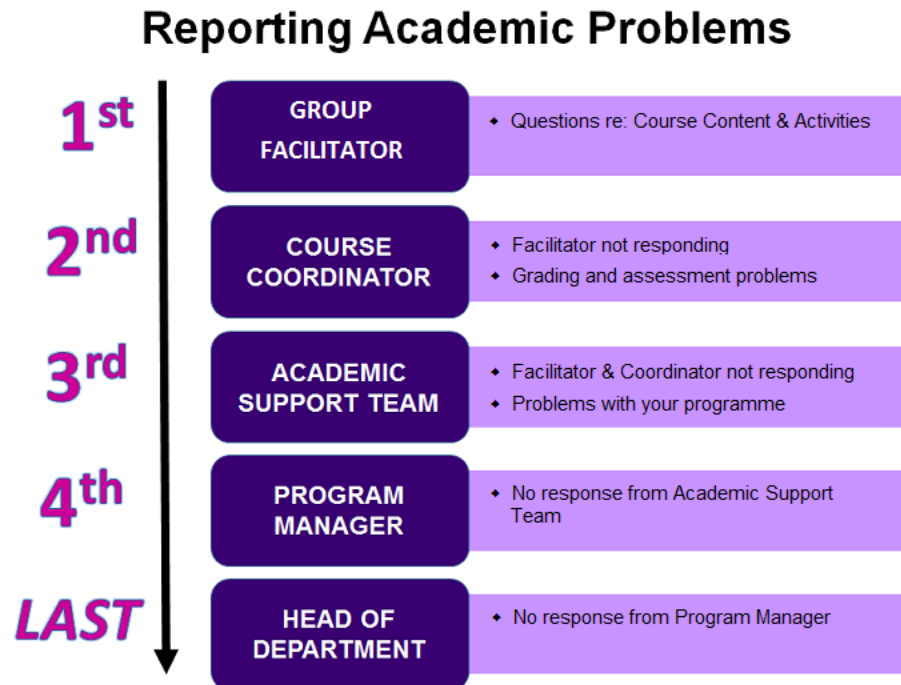 Reporting Academic Problems
1st
GROUP
FACILITATOR
◆ Questions re: Course Content & Activities
2nd
COURSE
COORDINATOR
◆ Facilitator not responding
◆ Grading and assessment problems
3rd
ACADEMIC
SUPPORT TEAM
◆ Facilitator & Coordinator not responding
◆ Problems with your programme
4th
PROGRAM
MANAGER
◆ No response from Academic Support
Team
LAST
HEAD OF
DEPARTMENT
◆ No response from Program Manager